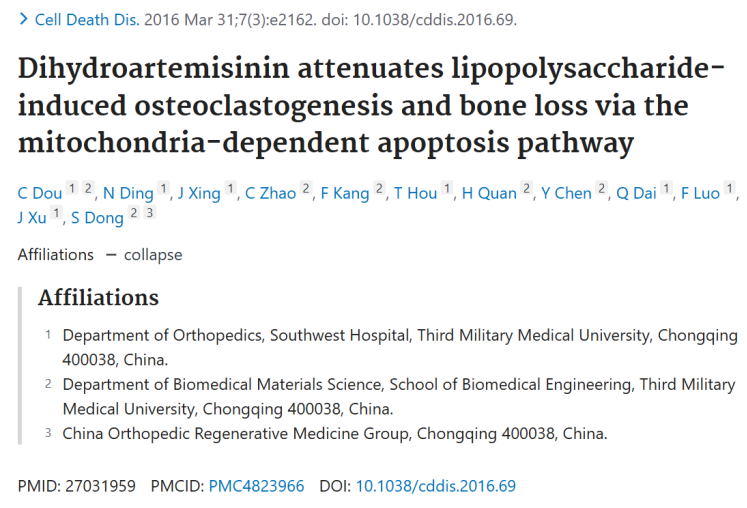 > Cell Death Dis. 2016 Mar 31;7(3):e2162. doi: 10.1038/cddis.2016.69.
Dihydroartemisinin attenuates lipopolysaccharide-
induced osteoclastogenesis and bone loss via the
mitochondria-dependent apoptosis pathway
C Dou 1 2, N Ding 1, J Xing 1, C Zhao 2, F Kang 2, T Hou 1, H Quan 2, Y Chen 2, Q Dai 1, F Luo 1,
J Xu 1, S Dong 2 3
Affiliations — collapse
Affiliations
1 Department of Orthopedics, Southwest Hospital, Third Military Medical University, Chongqing
400038, China.
2 Department of Biomedical Materials Science, School of Biomedical Engineering, Third Military
Medical University, Chongqing 400038, China.
3 China Orthopedic Regenerative Medicine Group, Chongqing 400038, China.
PMID: 27031959 PMCID: PMC4823966 DOI: 10.1038/cddis.2016.69